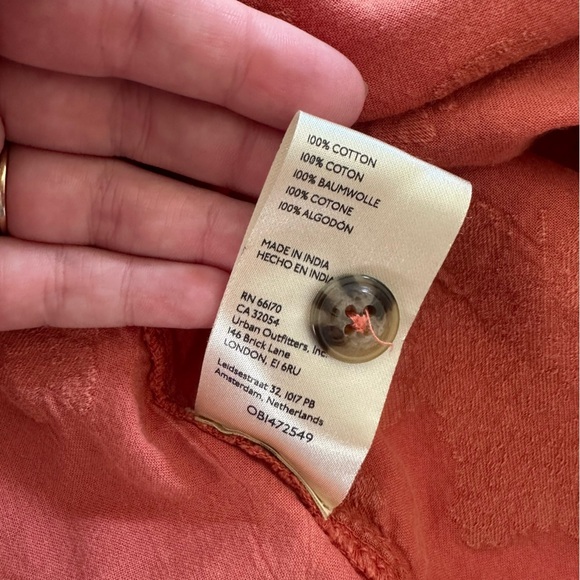 100% COTTON
100% COTON
100% BAUMWOLLE
100% COTONE
100% ALGODÓN
MADE IN INDIA
HECHO EN INDIA
RN 66170
CA 32054
Urban Outfitters, Inc.
146 Brick Lane
LONDON, E1 6RU
Leidsestraat 32, 1017 PB
Amsterdam, Netherlands
OB1472549